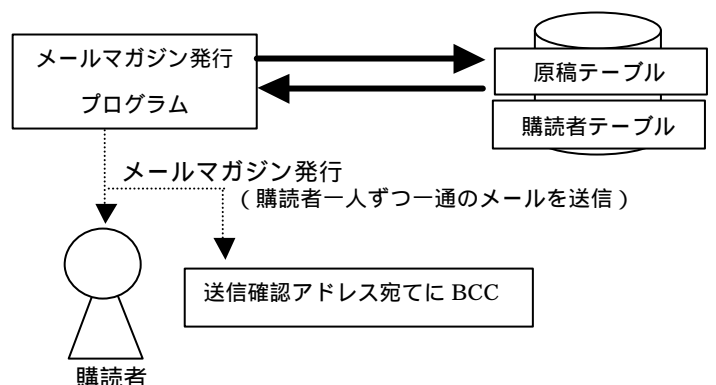 メールマガジン発行
プログラム
原稿テーブル
購読者テーブル
メールマガジン発行
(購読者一人ずつ一通のメールを送信)
送信確認アドレス宛てに BCC
購読者